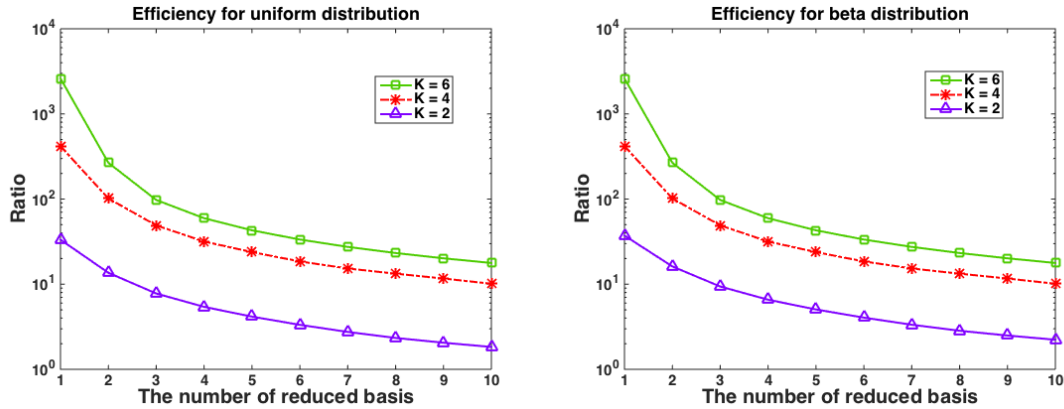 Efficiency for uniform distribution
10^4
10^3
10^2
10^1
10^0
Ratio
K = 6
K = 4
K = 2
1 2 3 4 5 6 7 8 9 10
The number of reduced basis
Efficiency for beta distribution
10^4
10^3
10^2
10^1
10^0
Ratio
K = 6
K = 4
K = 2
1 2 3 4 5 6 7 8 9 10
The number of reduced basis